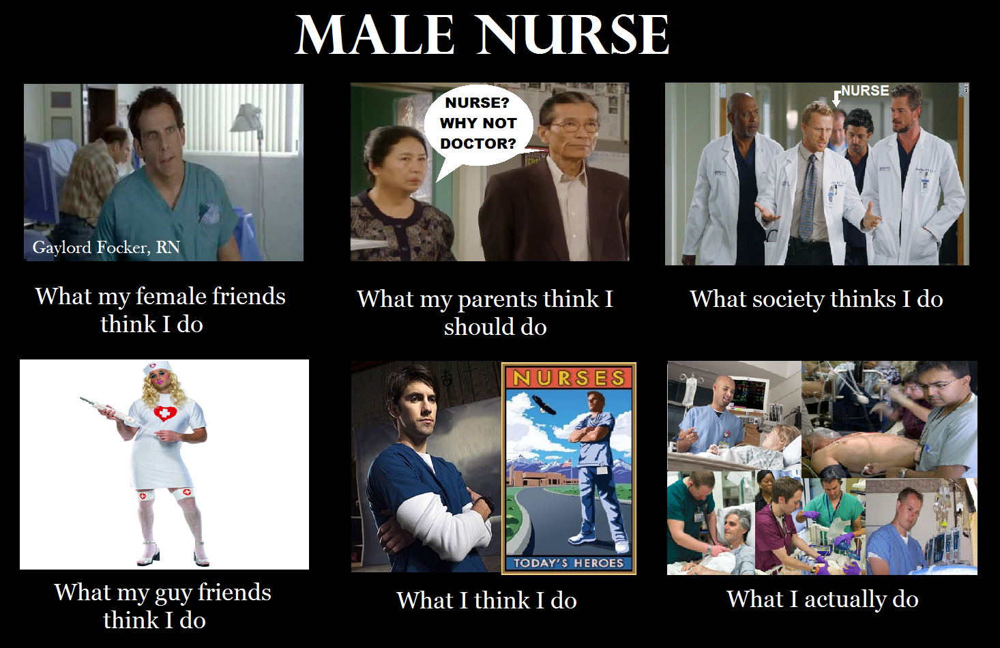 MALE NURSE
NURSE?
WHY NOT
DOCTOR?
NURSE
Gaylord Focker, RN
What my female friends
think I do
What my parents think I
should do
What society thinks I do
NURSES
TODAY'S HEROES
What my guy friends
think I do
What I think I do
What I actually do